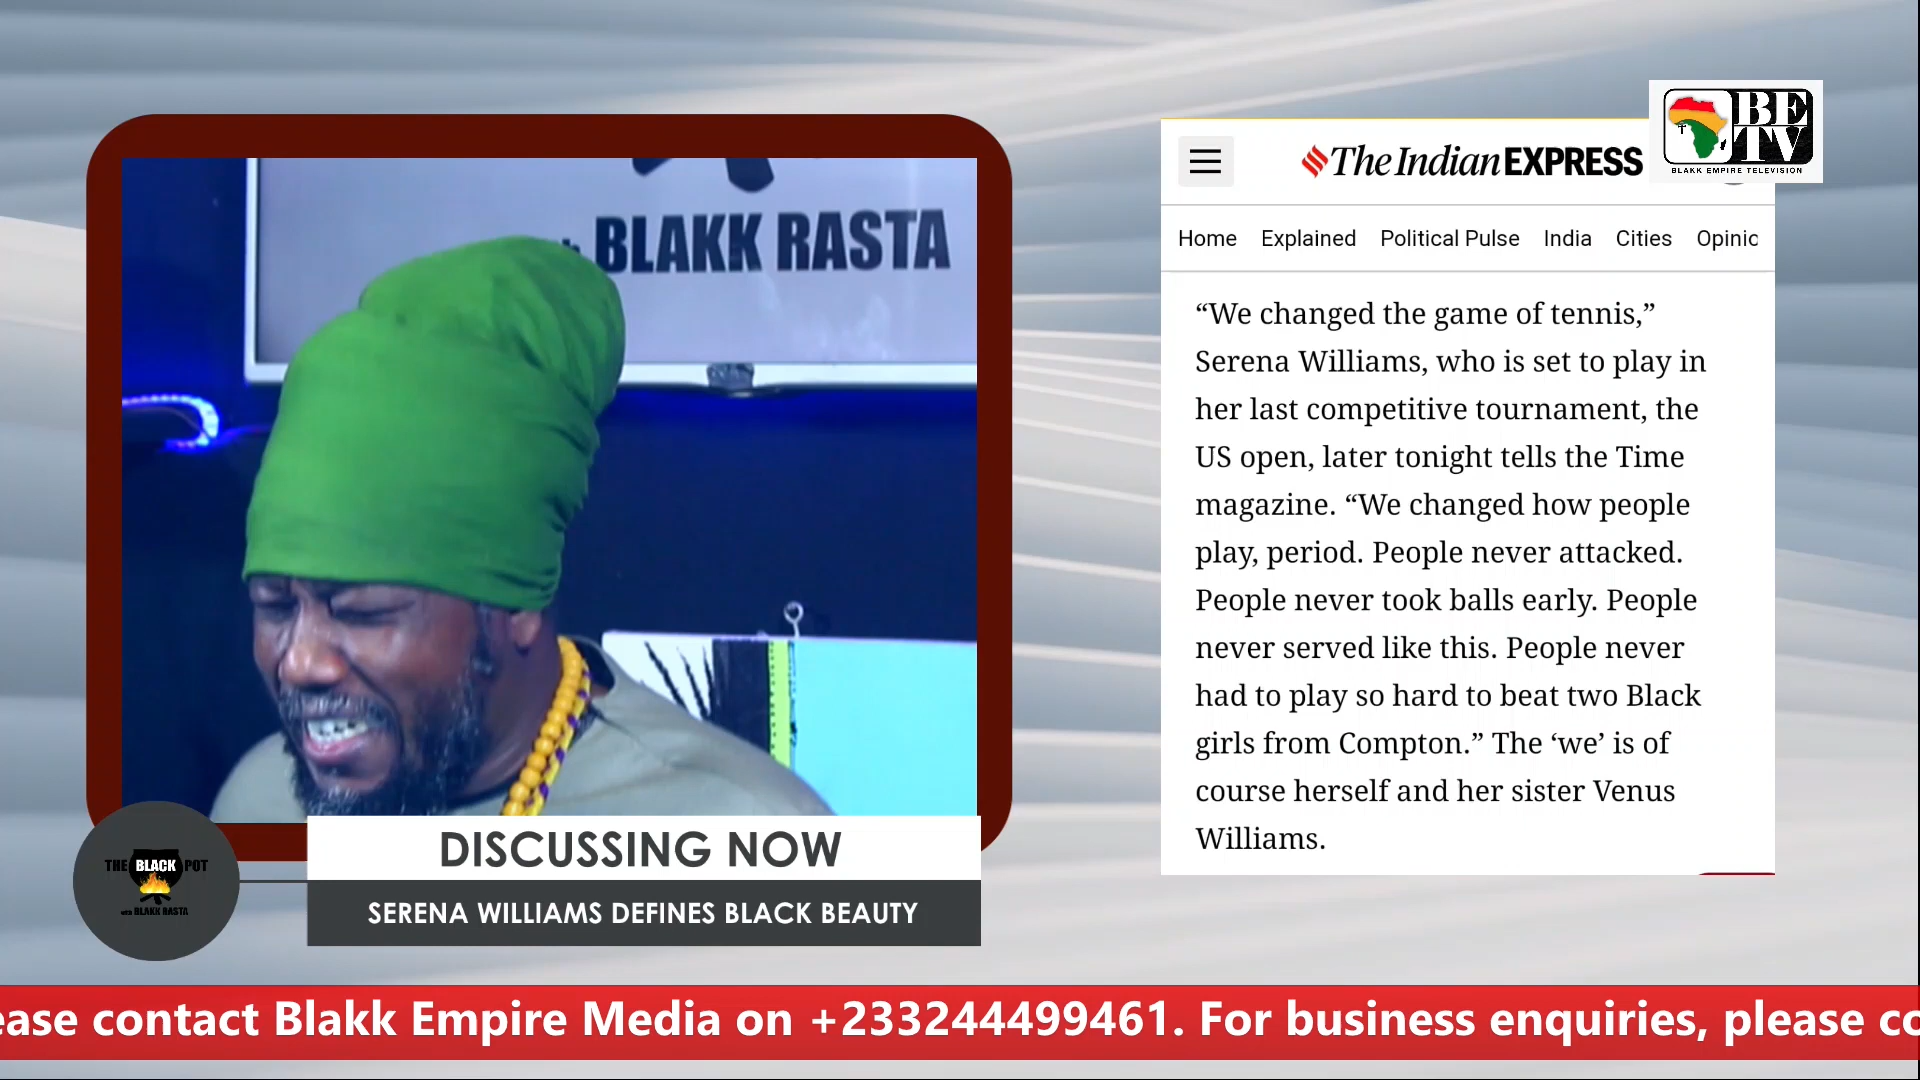 BLAKK RASTA
BE
TV
BLAKK EMPIRE TELEVISION
The Indian EXPRESS
Home Explained Political Pulse India Cities Opinic
“We changed the game of tennis,”
Serena Williams, who is set to play in
her last competitive tournament, the
US open, later tonight tells the Time
magazine. “We changed how people
play, period. People never attacked.
People never took balls early. People
never served like this. People never
had to play so hard to beat two Black
girls from Compton.” The ‘we’ is of
course herself and her sister Venus
Williams.
DISCUSSING NOW
SERENA WILLIAMS DEFINES BLACK BEAUTY
THE BLACK POT
with BLAKK RASTA
ease contact Blakk Empire Media on +233244499461. For business enquiries, please co